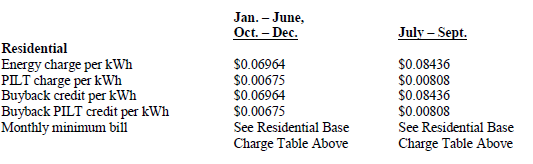 Jan. – June,
Oct. – Dec. July – Sept.
Residential
Energy charge per kWh $0.06964 $0.08436
PILT charge per kWh $0.00675 $0.00808
Buyback credit per kWh $0.06964 $0.08436
Buyback PILT credit per kWh $0.00675 $0.00808
Monthly minimum bill See Residential Base See Residential Base
Charge Table Above Charge Table Above